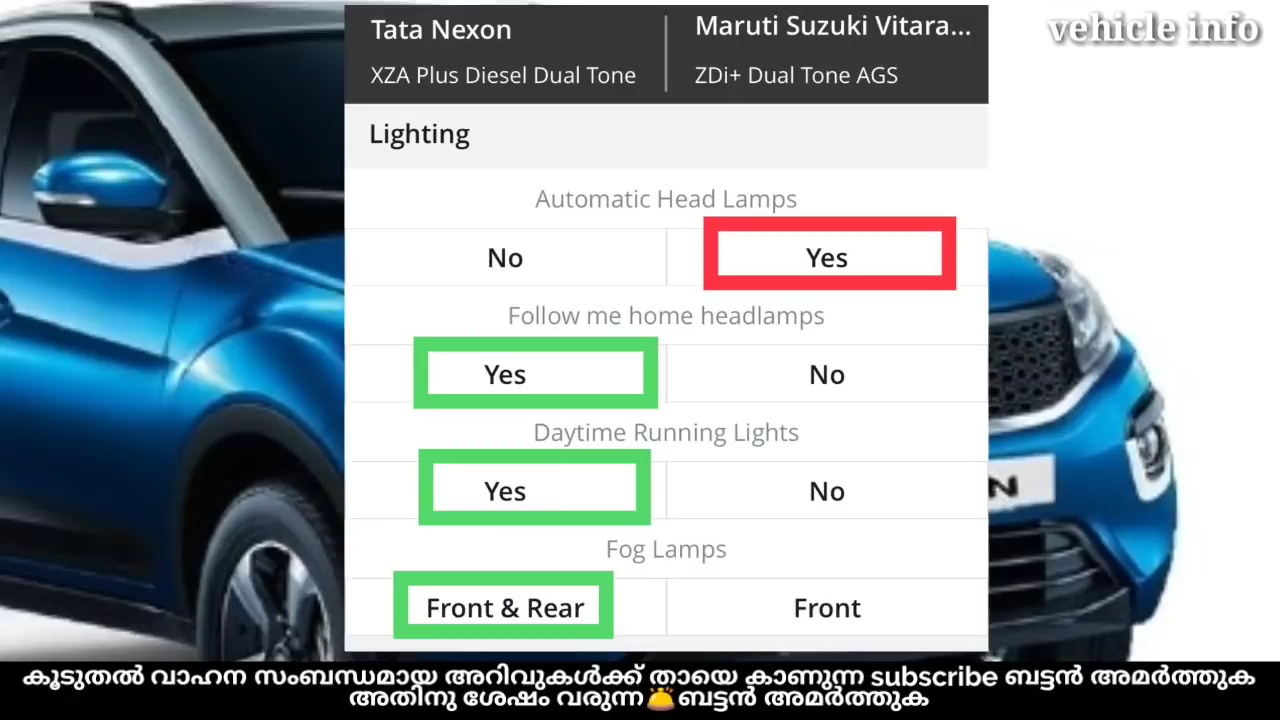 vehicle info
Tata Nexon
Maruti Suzuki Vitara...
XZA Plus Diesel Dual Tone
ZDi+ Dual Tone AGS
Lighting
Automatic Head Lamps
No
Yes
Follow me home headlamps
Yes
No
Daytime Running Lights
Yes
No
Fog Lamps
Front & Rear
Front
കൂടുതൽ വാഹന സംബന്ധമായ അറിവുകൾക്ക് തായെ കാണുന്ന subscribe ബട്ടൻ അമർത്തുക
അതിനു ശേഷം വരുന്ന🛎️ബട്ടൻ അമർത്തുക